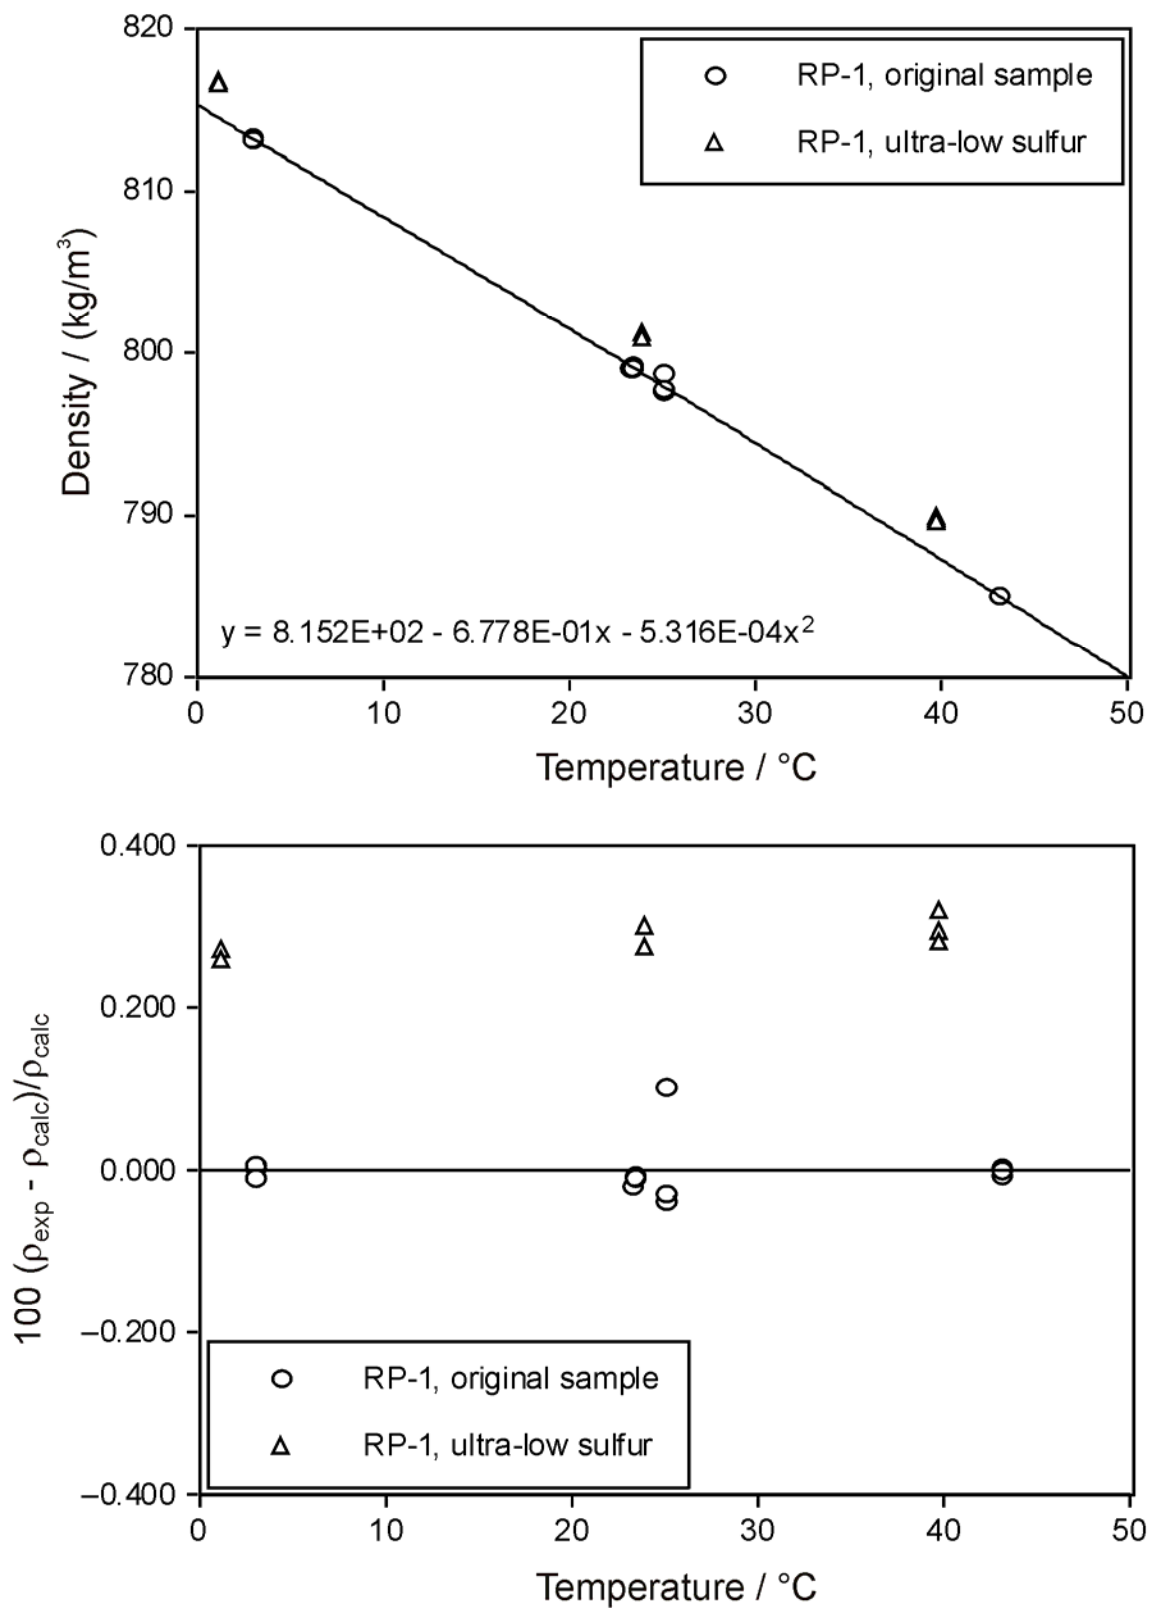 820
810
800
790
780
Density / (kg/m³)
RP-1, original sample
RP-1, ultra-low sulfur
y = 8.152E+02 - 6.778E-01x - 5.316E-04x²
0 10 20 30 40 50
Temperature / °C
0.400
0.200
0.000
–0.200
–0.400
100 (ρexp - ρcalc)/ρcalc
RP-1, original sample
RP-1, ultra-low sulfur
0 10 20 30 40 50
Temperature / °C